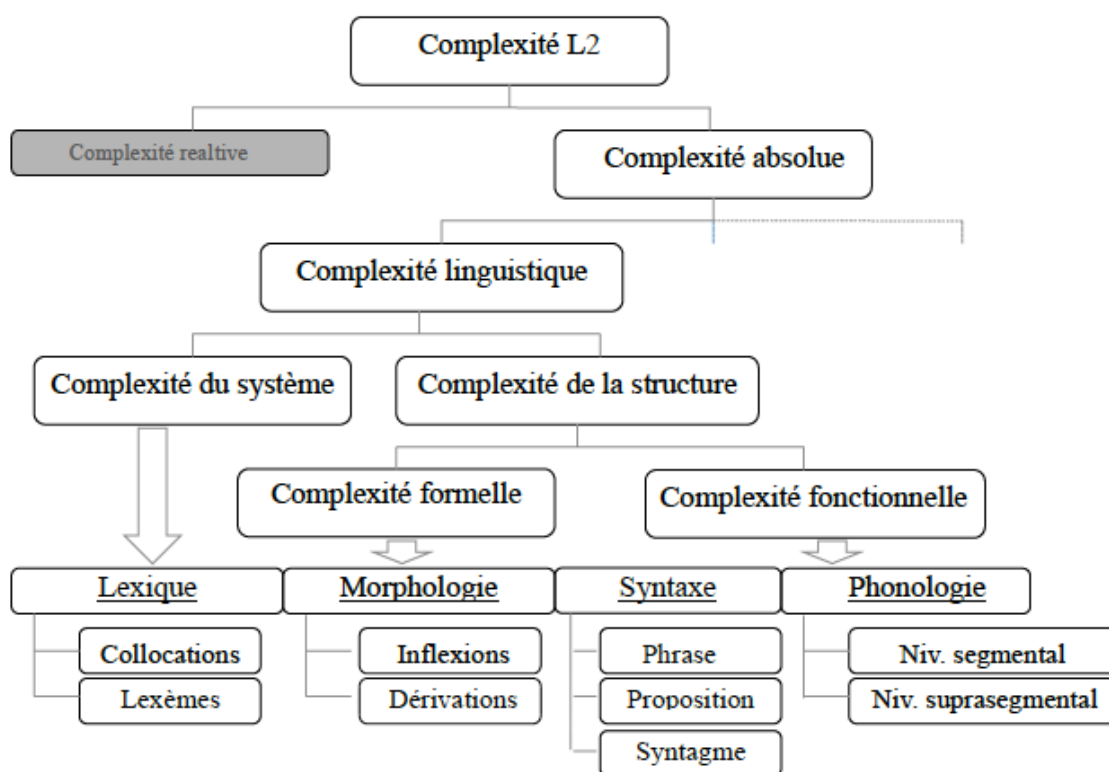 Complexité L2
Complexité realtive
Complexité absolue
Complexité linguistique
Complexité du système
Complexité de la structure
Complexité formelle
Complexité fonctionnelle
Lexique
Morphologie
Syntaxe
Phonologie
Collocations
Inflexions
Phrase
Niv. segmental
Lexèmes
Dérivations
Proposition
Niv. suprasegmental
Syntagme